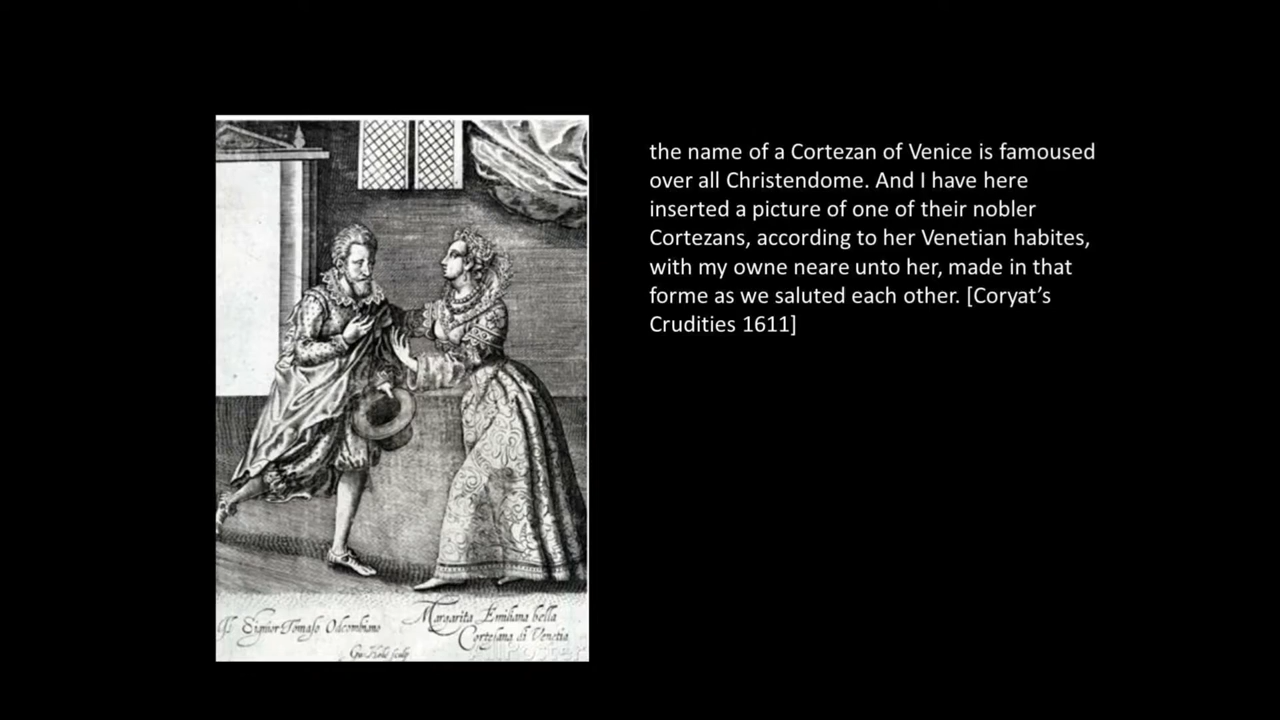 the name of a Cortezan of Venice is famoused
over all Christendome. And I have here
inserted a picture of one of their nobler
Cortezans, according to her Venetian habites,
with my owne neare unto her, made in that
forme as we saluted each other. [Coryat’s
Crudities 1611]
Il Signior Tomaso Odcombiano
Margarita Emiliana bella
Cortesana di Venetia
sculp
AllPosters